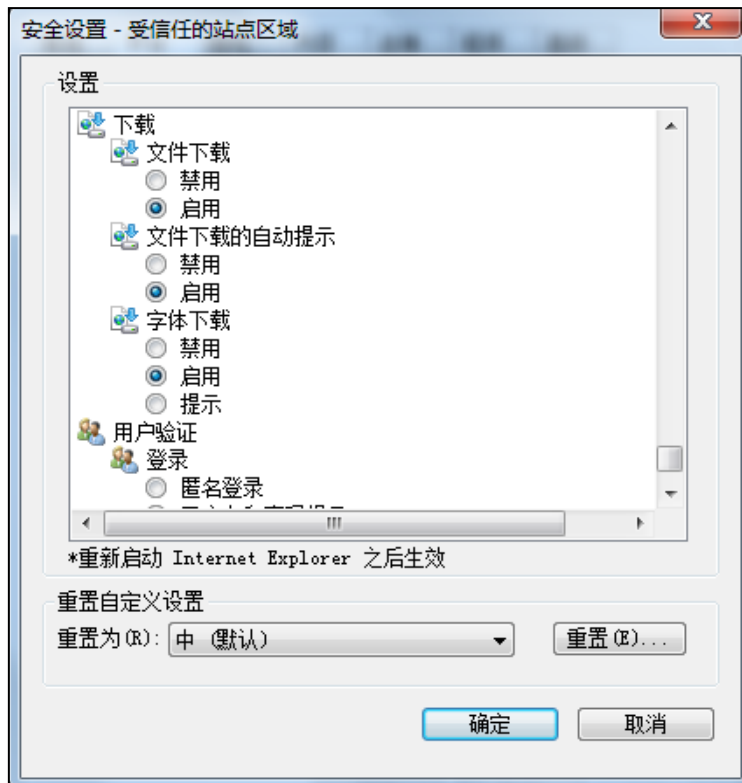 安全设置 - 受信任的站点区域
设置
下载
文件下载
禁用
启用
文件下载的自动提示
禁用
启用
字体下载
禁用
启用
提示
用户验证
登录
匿名登录
*重新启动 Internet Explorer 之后生效
重置自定义设置
重置为(R): 中 (默认) 重置(E)...
确定 取消